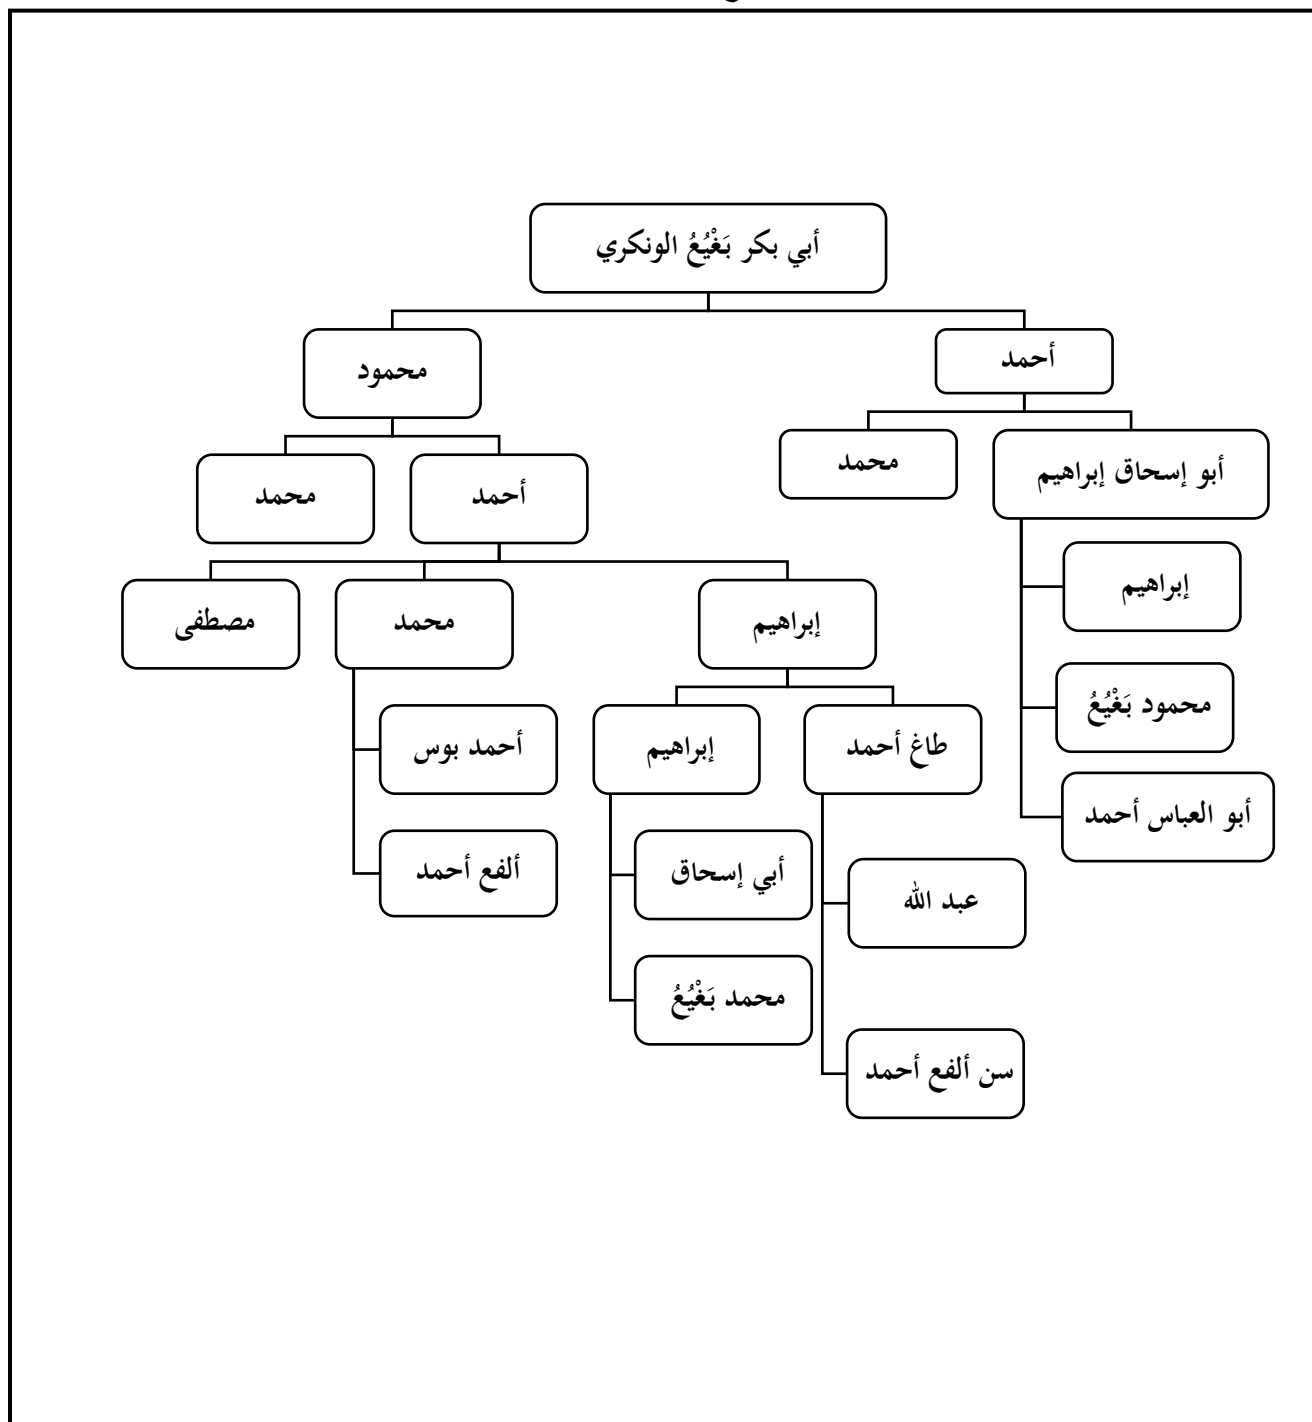 أبي بكر بَغْيُعُ الونكري
أحمد
محمود
أبو إسحاق إبراهيم
محمد
أحمد
محمد
إبراهيم
إبراهيم
محمد
مصطفى
محمود بَغْيُعُ
طاغ أحمد
إبراهيم
أحمد بوس
أبو العباس أحمد
أبي إسحاق
ألفع أحمد
عبد الله
محمد بَغْيُعُ
سن ألفع أحمد